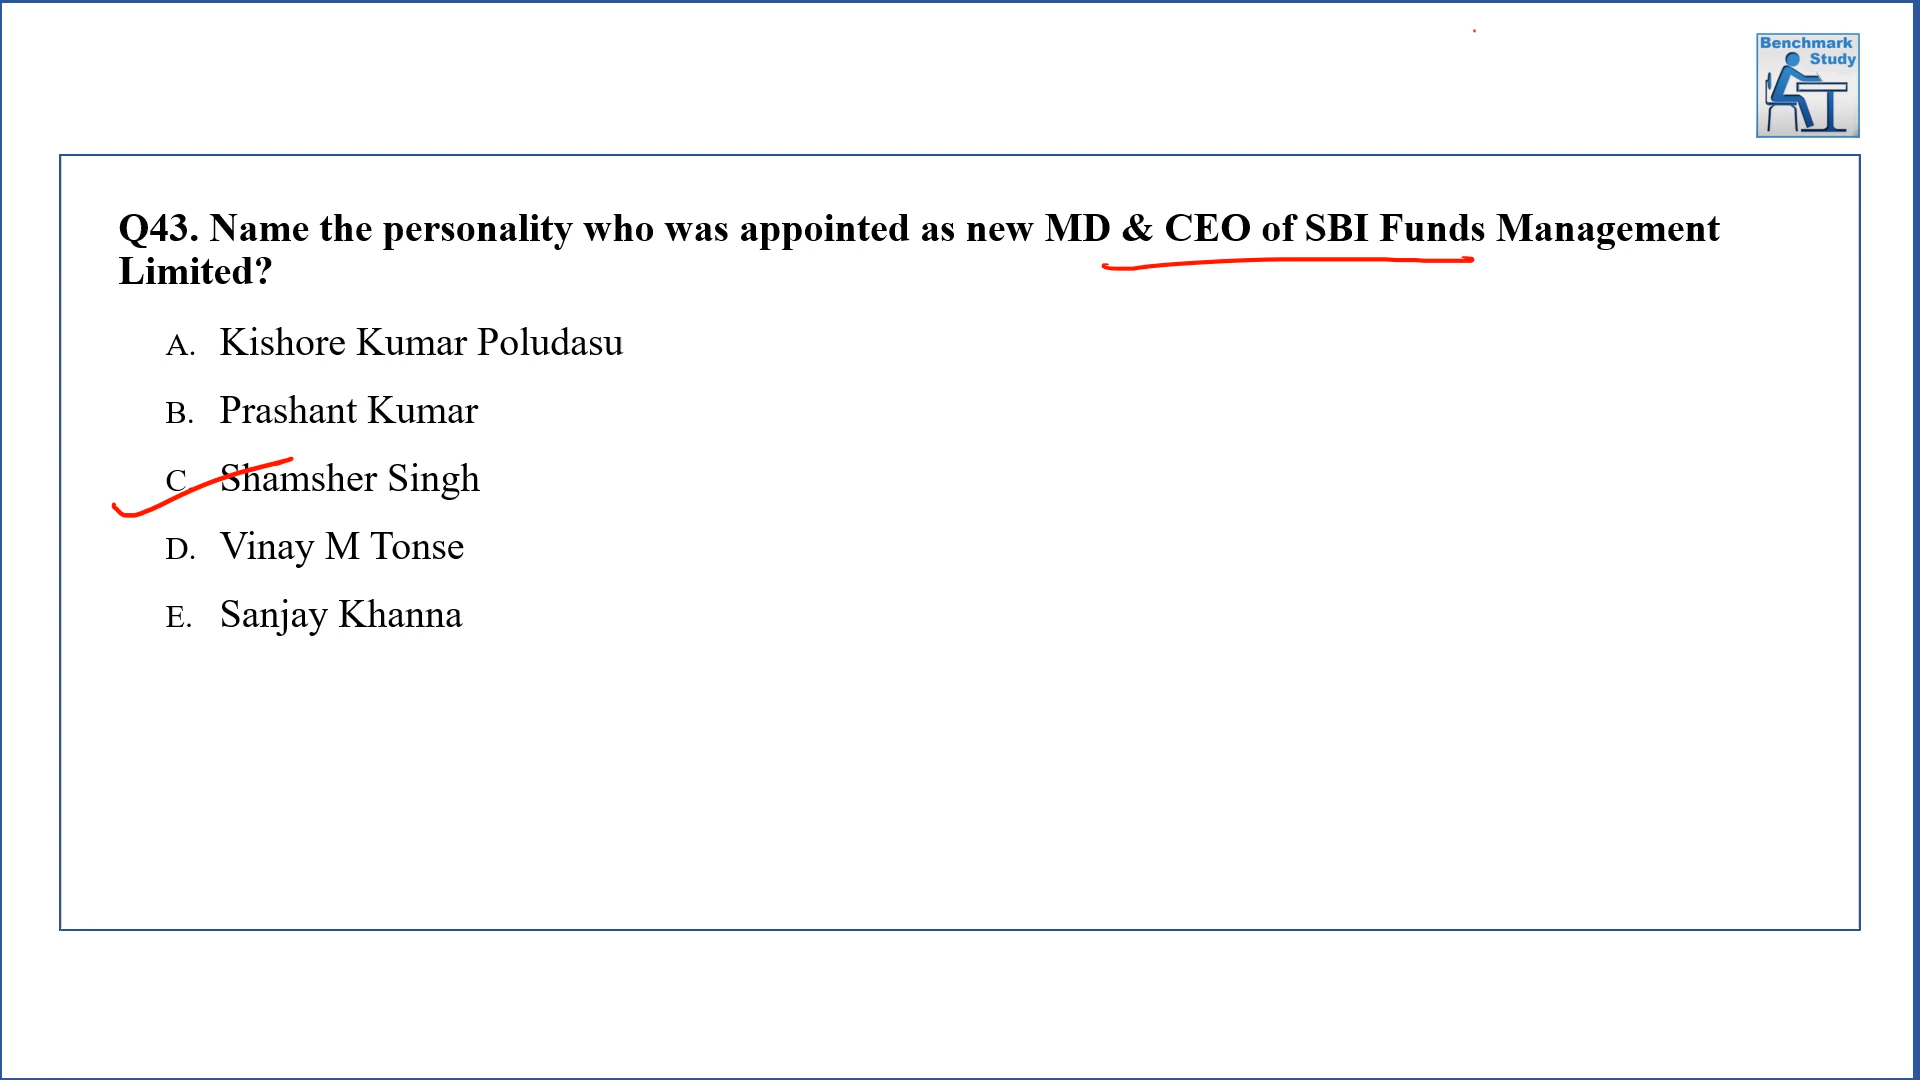 Benchmark
Study
Q43. Name the personality who was appointed as new MD & CEO of SBI Funds Management
Limited?
A. Kishore Kumar Poludasu
B. Prashant Kumar
C. Shamsher Singh
D. Vinay M Tonse
E. Sanjay Khanna